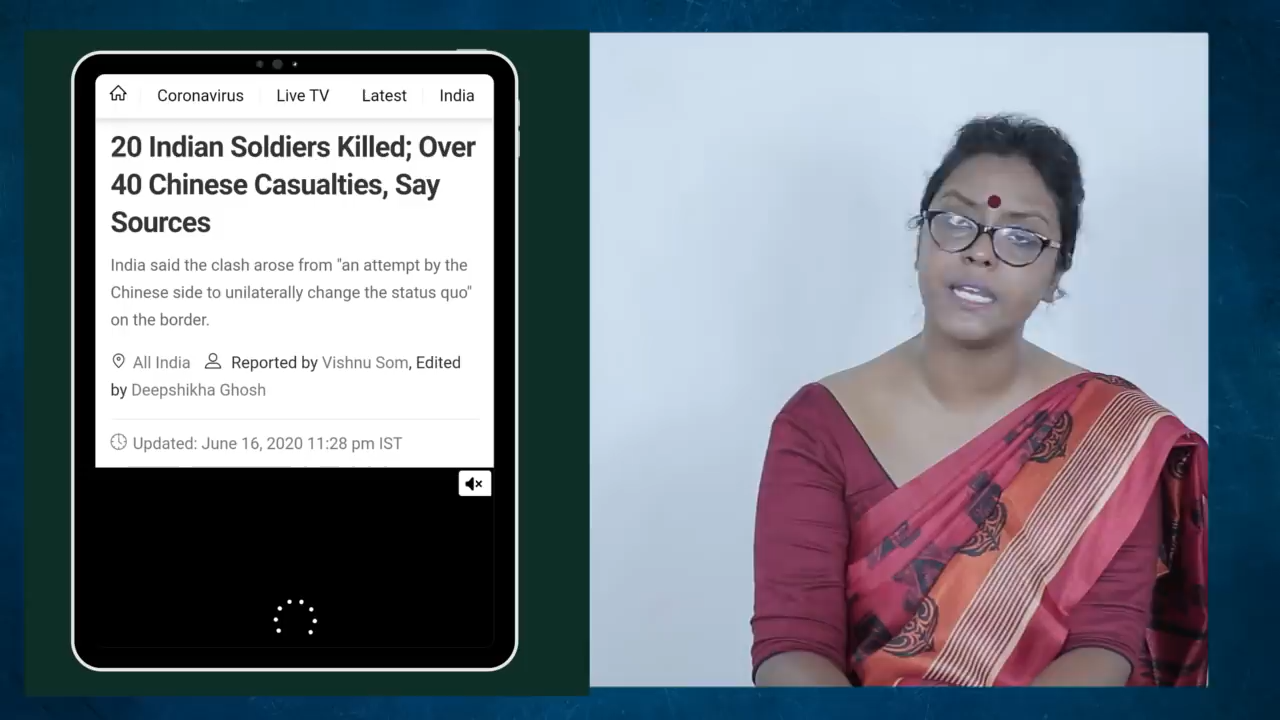 Coronavirus Live TV Latest India
20 Indian Soldiers Killed; Over
40 Chinese Casualties, Say
Sources
India said the clash arose from "an attempt by the
Chinese side to unilaterally change the status quo"
on the border.
All India Reported by Vishnu Som, Edited
by Deepshikha Ghosh
Updated: June 16, 2020 11:28 pm IST